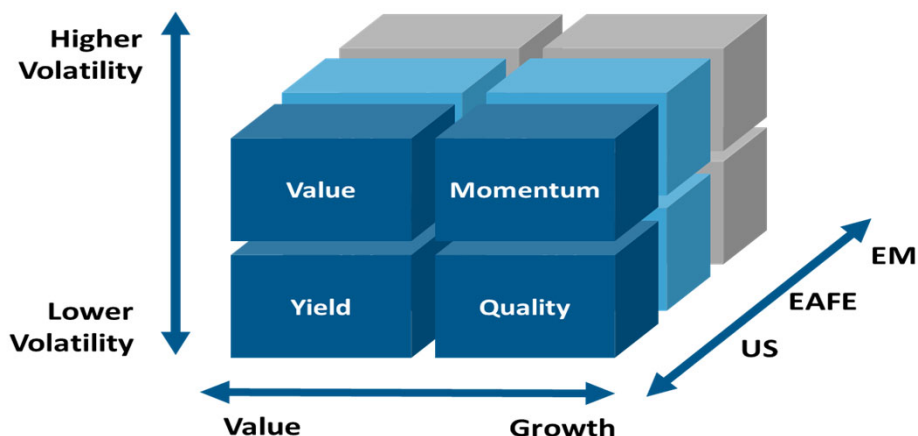 Higher
Volatility
Value
Momentum
Yield
Quality
Lower
Volatility
EM
EAFE
US
Value
Growth